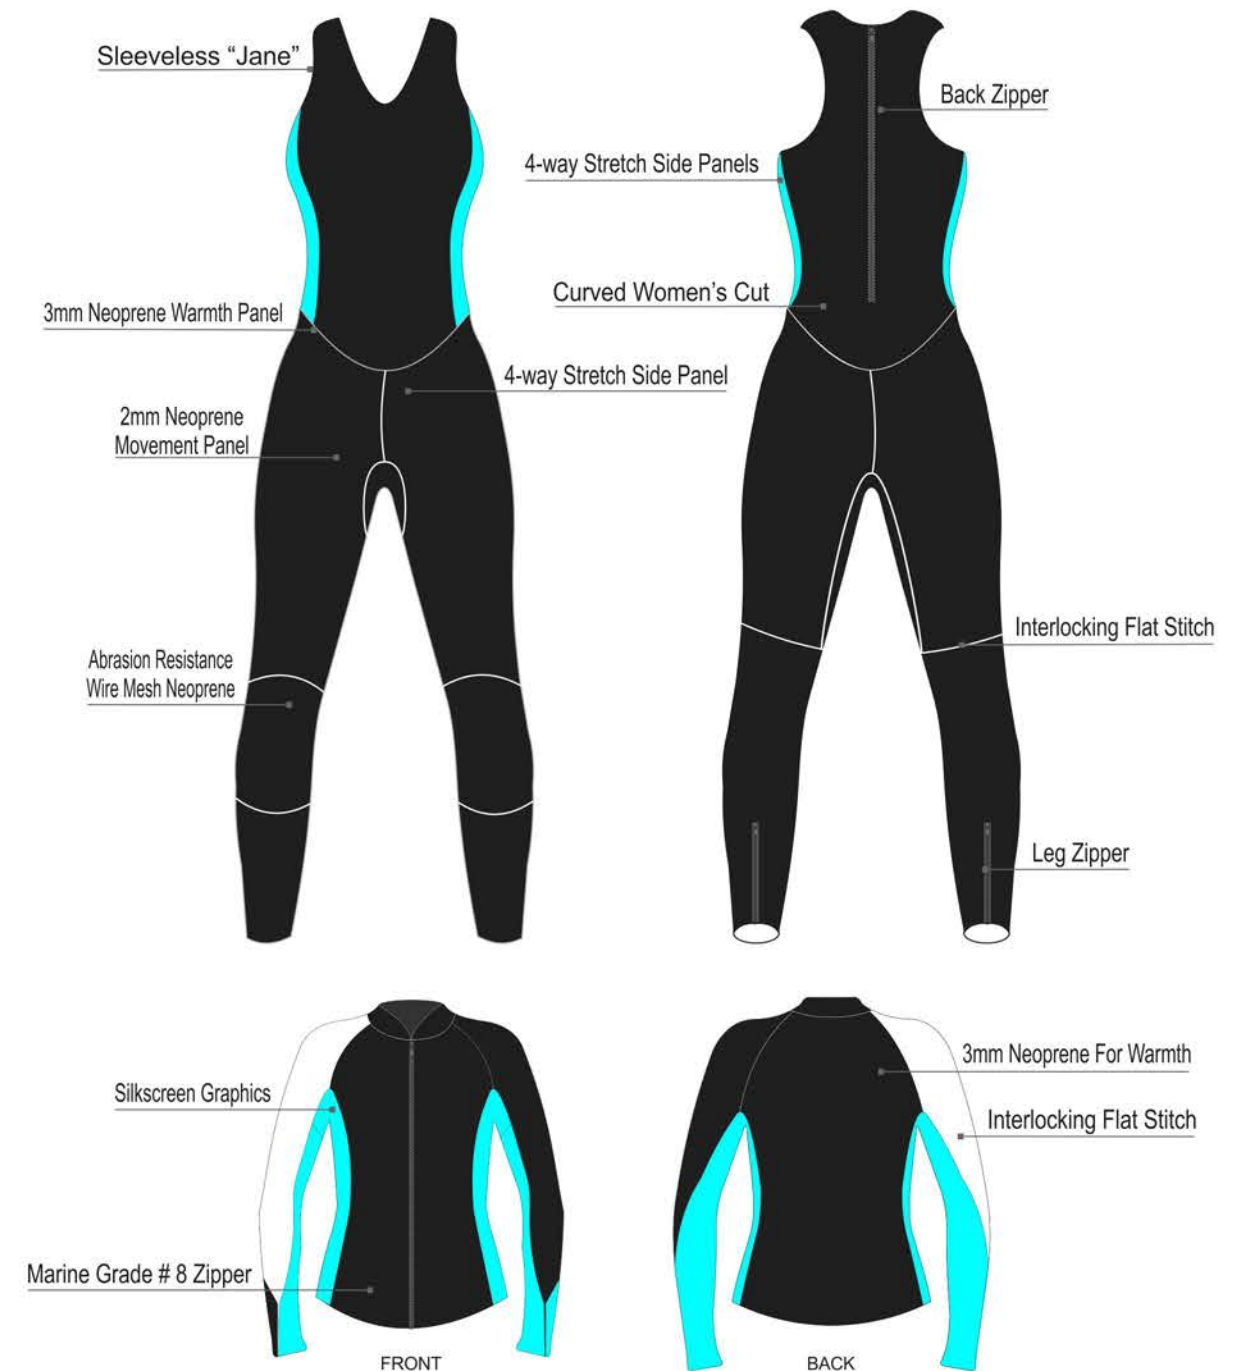 Sleeveless “Jane”
Back Zipper
4-way Stretch Side Panels
Curved Women’s Cut
3mm Neoprene Warmth Panel
4-way Stretch Side Panel
2mm Neoprene
Movement Panel
Interlocking Flat Stitch
Abrasion Resistance
Wire Mesh Neoprene
Leg Zipper
3mm Neoprene For Warmth
Silkscreen Graphics
Interlocking Flat Stitch
Marine Grade # 8 Zipper
FRONT
BACK